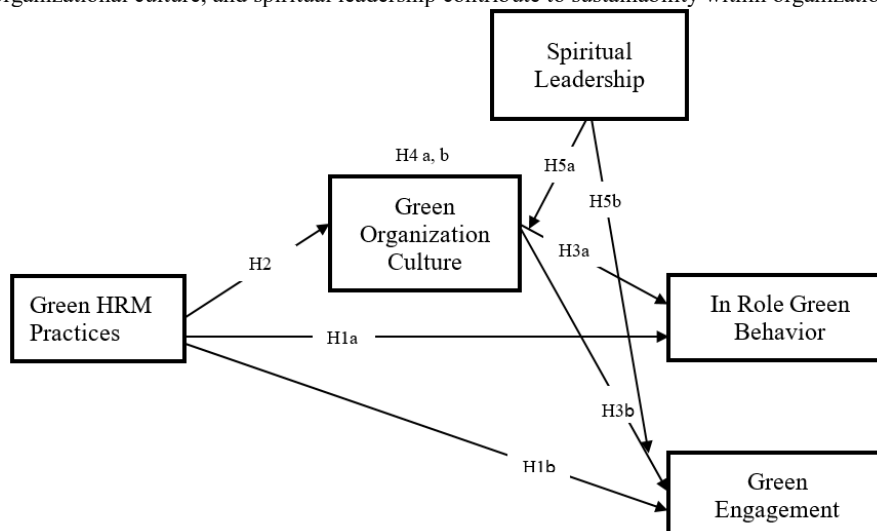 organizational culture, and spiritual leadership contribute to sustainability within
Spiritual
Leadership
H4 a, b
H5a
Green
Organization
Culture
H5b
H3a
H2
Green HRM
Practices
In Role Green
Behavior
H1a
H3b
H1b
Green
Engagement